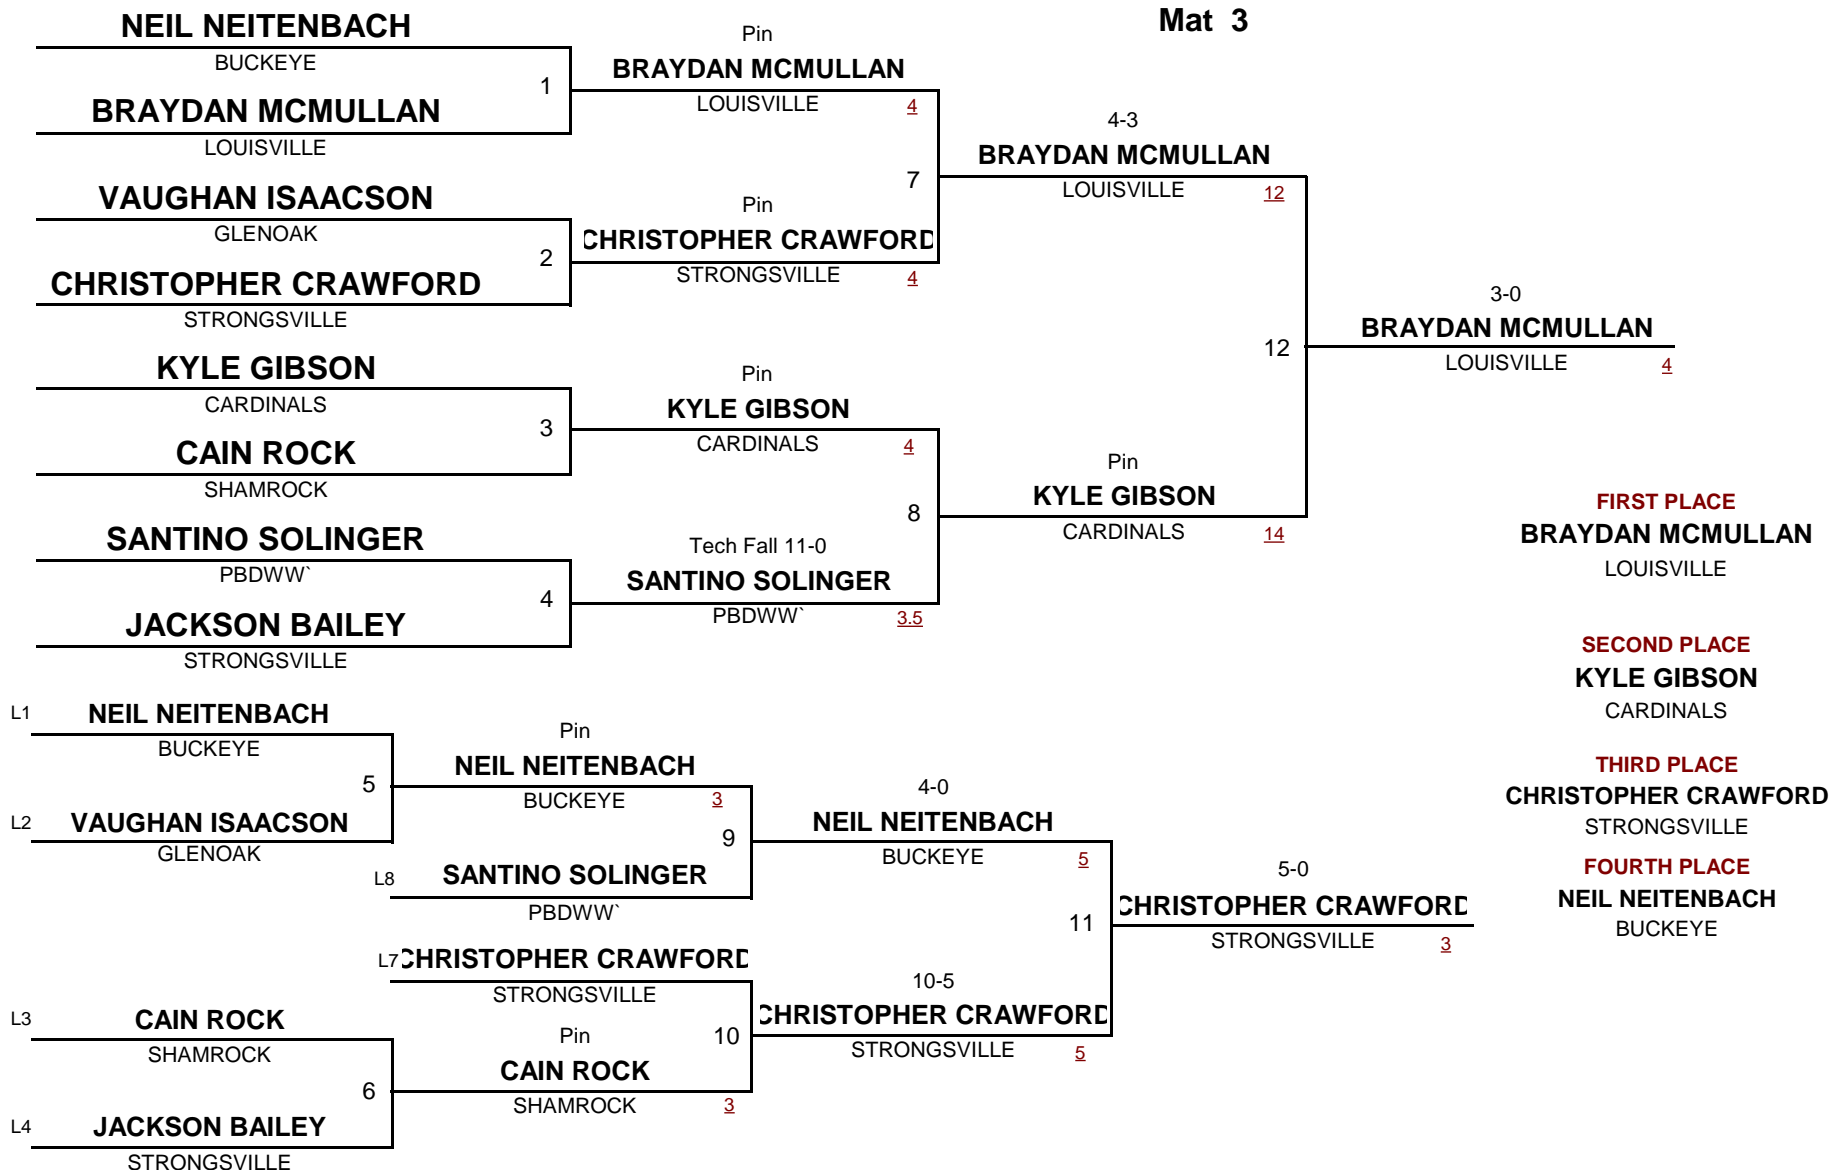 Mat 3
NEIL NEITENBACH
BUCKEYE
1
BRAYDAN MCMULLAN
LOUISVILLE
VAUGHAN ISAACSON
GLENOAK
2
CHRISTOPHER CRAWFORD
STRONGSVILLE
KYLE GIBSON
CARDINALS
3
CAIN ROCK
SHAMROCK
SANTINO SOLINGER
PBDWW`
4
JACKSON BAILEY
STRONGSVILLE
Pin
BRAYDAN MCMULLAN
LOUISVILLE 4
7
Pin
CHRISTOPHER CRAWFORD
STRONGSVILLE 4
Pin
KYLE GIBSON
CARDINALS 4
8
Tech Fall 11-0
SANTINO SOLINGER
PBDWW` 3.5
4-3
BRAYDAN MCMULLAN
LOUISVILLE 12
12
Pin
KYLE GIBSON
CARDINALS 14
3-0
BRAYDAN MCMULLAN
LOUISVILLE 4
FIRST PLACE
BRAYDAN MCMULLAN
LOUISVILLE
SECOND PLACE
KYLE GIBSON
CARDINALS
THIRD PLACE
CHRISTOPHER CRAWFORD
STRONGSVILLE
FOURTH PLACE
NEIL NEITENBACH
BUCKEYE
L1 NEIL NEITENBACH
BUCKEYE
5
L2 VAUGHAN ISAACSON
GLENOAK
Pin
NEIL NEITENBACH
BUCKEYE 3
9
L8 SANTINO SOLINGER
PBDWW`
L7 CHRISTOPHER CRAWFORD
STRONGSVILLE
10
Pin
CAIN ROCK
SHAMROCK 3
L3 CAIN ROCK
SHAMROCK
6
L4 JACKSON BAILEY
STRONGSVILLE
4-0
NEIL NEITENBACH
BUCKEYE 5
11
10-5
CHRISTOPHER CRAWFORD
STRONGSVILLE 5
5-0
CHRISTOPHER CRAWFORD
STRONGSVILLE 3